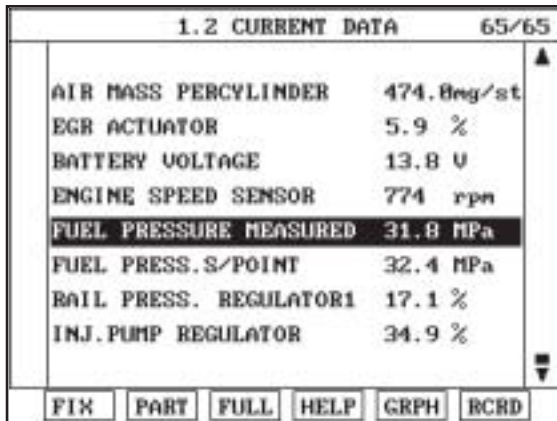 1.2 CURRENT DATA 65/65
AIR MASS PERCYLINDER 474.0mg/st
EGR ACTUATOR 5.9 %
BATTERY VOLTAGE 13.8 V
ENGINE SPEED SENSOR 774 rpm
FUEL PRESSURE MEASURED 31.8 MPa
FUEL PRESS.S/POINT 32.4 MPa
RAIL PRESS. REGULATOR1 17.1 %
INJ.PUMP REGULATOR 34.9 %
FIX PART FULL HELP GRPH RCRD